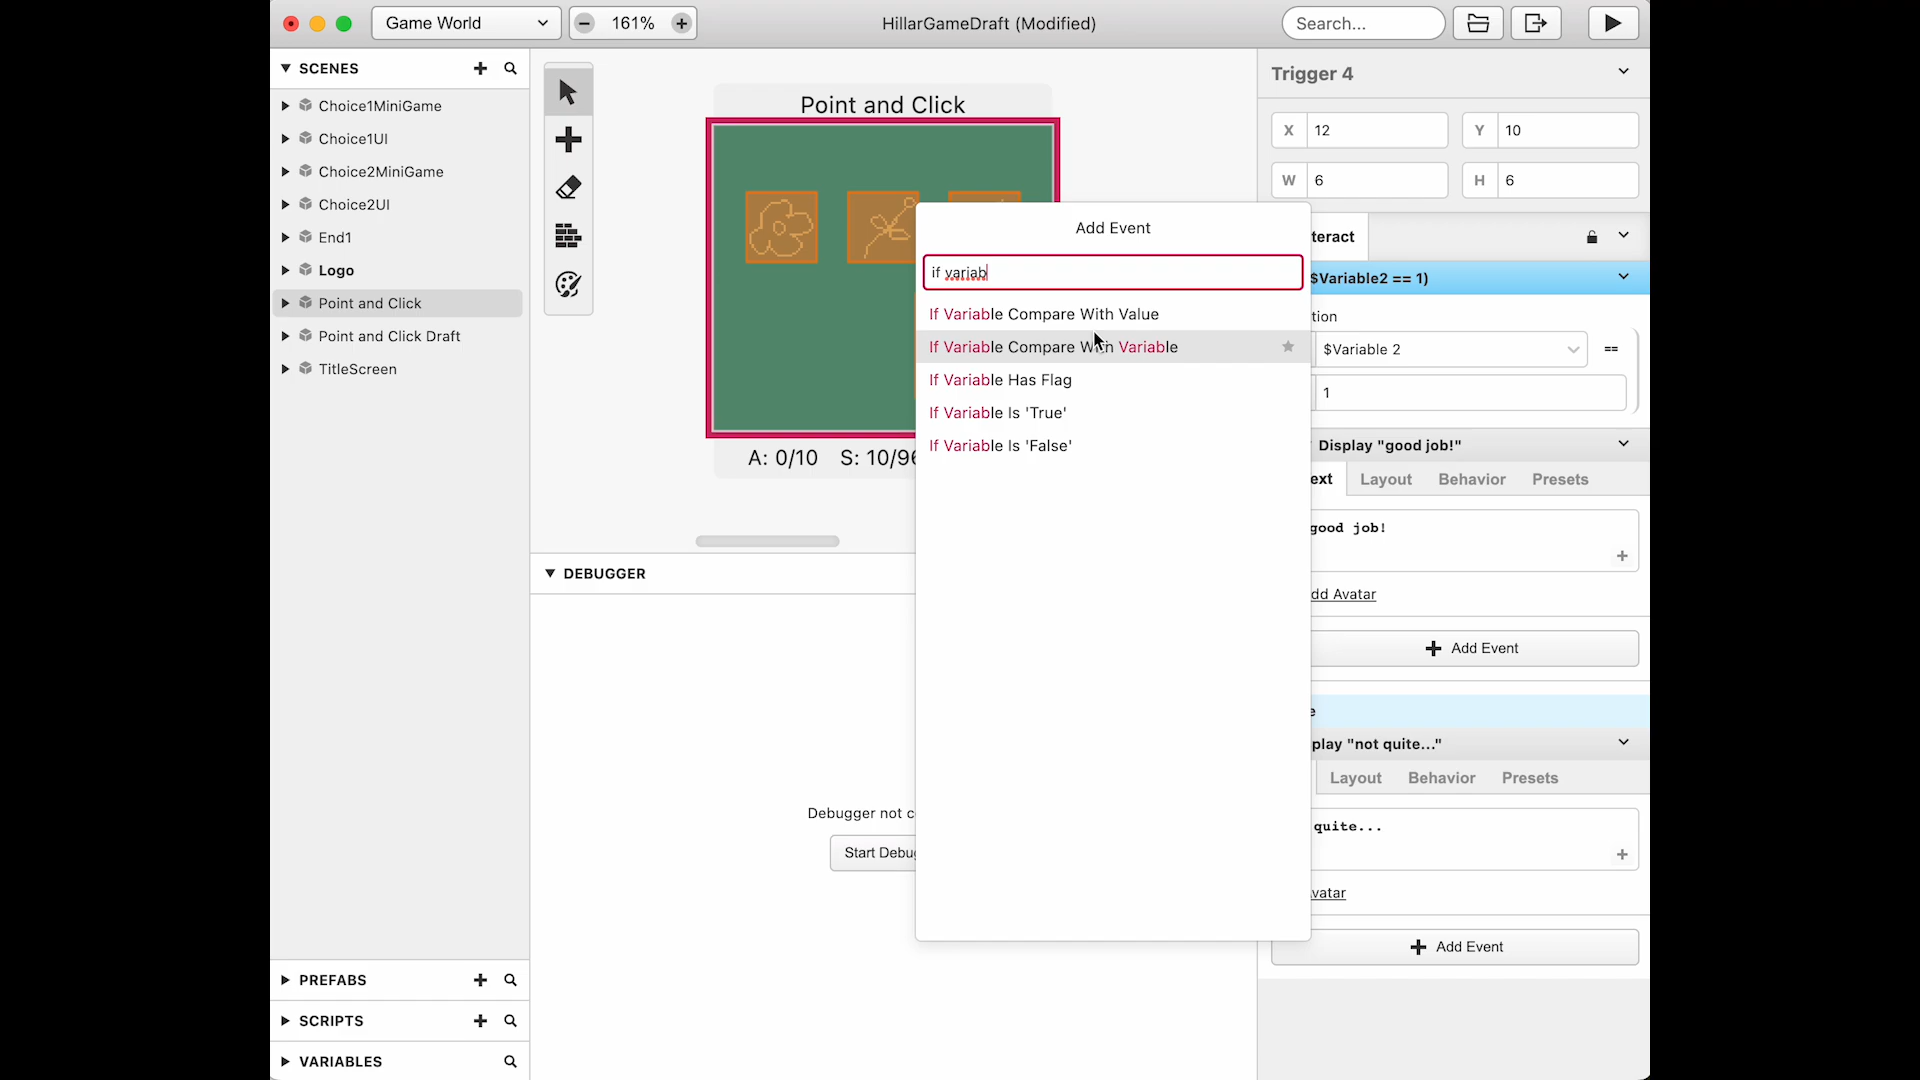 Game World
161%
HillarGameDraft (Modified)
Search...
SCENES
Choice1MiniGame
Choice1UI
Choice2MiniGame
Choice2UI
End1
Logo
Point and Click
Point and Click Draft
TitleScreen
PREFABS
SCRIPTS
VARIABLES
Point and Click
A: 0/10 S: 10/96
DEBUGGER
Debugger not c
Start Debug
Add Event
if variab
If Variable Compare With Value
If Variable Compare With Variable
If Variable Has Flag
If Variable Is 'True'
If Variable Is 'False'
Trigger 4
X 12
Y 10
W 6
H 6
teract
$Variable2 == 1)
tion
$Variable 2
==
1
Display "good job!"
ext Layout Behavior Presets
good job!
dd Avatar
Add Event
e
play "not quite..."
Layout Behavior Presets
quite...
vatar
Add Event